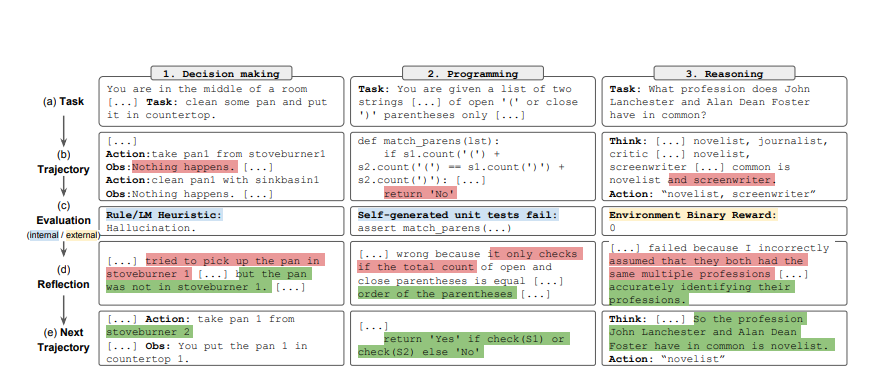 1. Decision making
2. Programming
3. Reasoning
(a) Task
You are in the middle of a room
[...] Task: clean some pan and put
it in countertop.
Task: You are given a list of two
strings [...] of open '(' or close
')' parentheses only [...]
Task: What profession does John
Lanchester and Alan Dean Foster
have in common?
(b)
Trajectory
[...]
Action:take pan1 from stoveburner1
Obs:Nothing happens. [...]
Action:clean pan1 with sinkbasin1
Obs:Nothing happens. [...]
def match_parens(lst):
if s1.count('(') +
s2.count('(') == s1.count(')') +
s2.count(')'): [...]
return 'No'
Think: [...] novelist, journalist,
critic [...] novelist,
screenwriter [...] common is
novelist and screenwriter.
Action: “novelist, screenwriter”
(c)
Evaluation
(internal / external)
Rule/LM Heuristic:
Hallucination.
Self-generated unit tests fail:
assert match_parens(...)
Environment Binary Reward:
0
(d)
Reflection
[...] tried to pick up the pan in
stoveburner 1 [...] but the pan
was not in stoveburner 1. [...]
[...] wrong because it only checks
if the total count of open and
close parentheses is equal [...]
order of the parentheses [...]
[...] failed because I incorrectly
assumed that they both had the
same multiple professions [...]
accurately identifying their
professions.
(e) Next
Trajectory
[...] Action: take pan 1 from
stoveburner 2
[...] Obs: You put the pan 1 in
countertop 1.
[...]
return 'Yes' if check(S1) or
check(S2) else 'No'
Think: [...] So the profession
John Lanchester and Alan Dean
Foster have in common is novelist.
Action: “novelist”